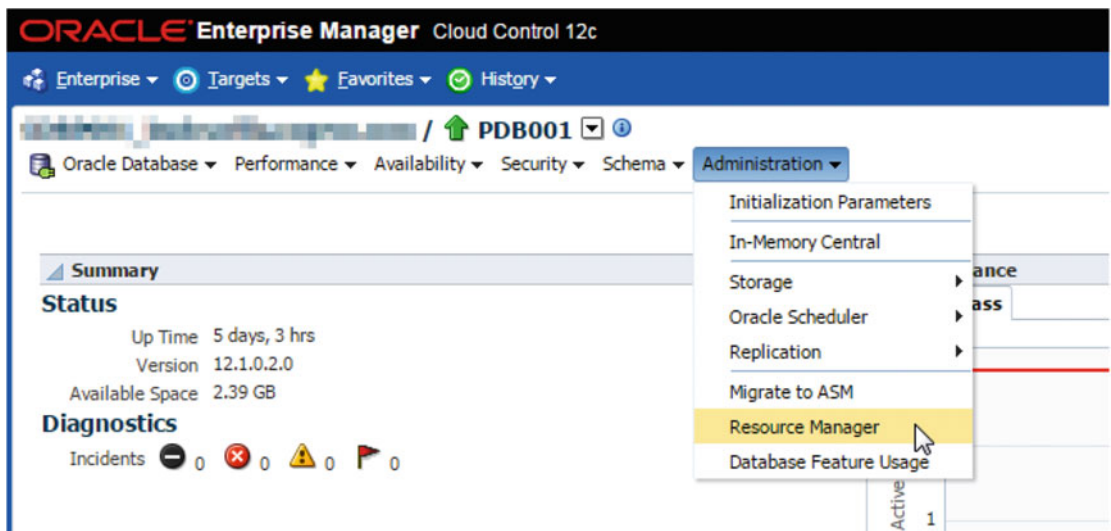 ORACLE Enterprise Manager Cloud Control 12c
Enterprise Targets Favorites History
/ PDB001
Oracle Database Performance Availability Security Schema Administration
Initialization Parameters
In-Memory Central
Storage
Oracle Scheduler
Replication
Migrate to ASM
Resource Manager
Database Feature Usage
Summary
Status
Up Time 5 days, 3 hrs
Version 12.1.0.2.0
Available Space 2.39 GB
Diagnostics
Incidents 0 0 0 0
ance
ass
Active
1